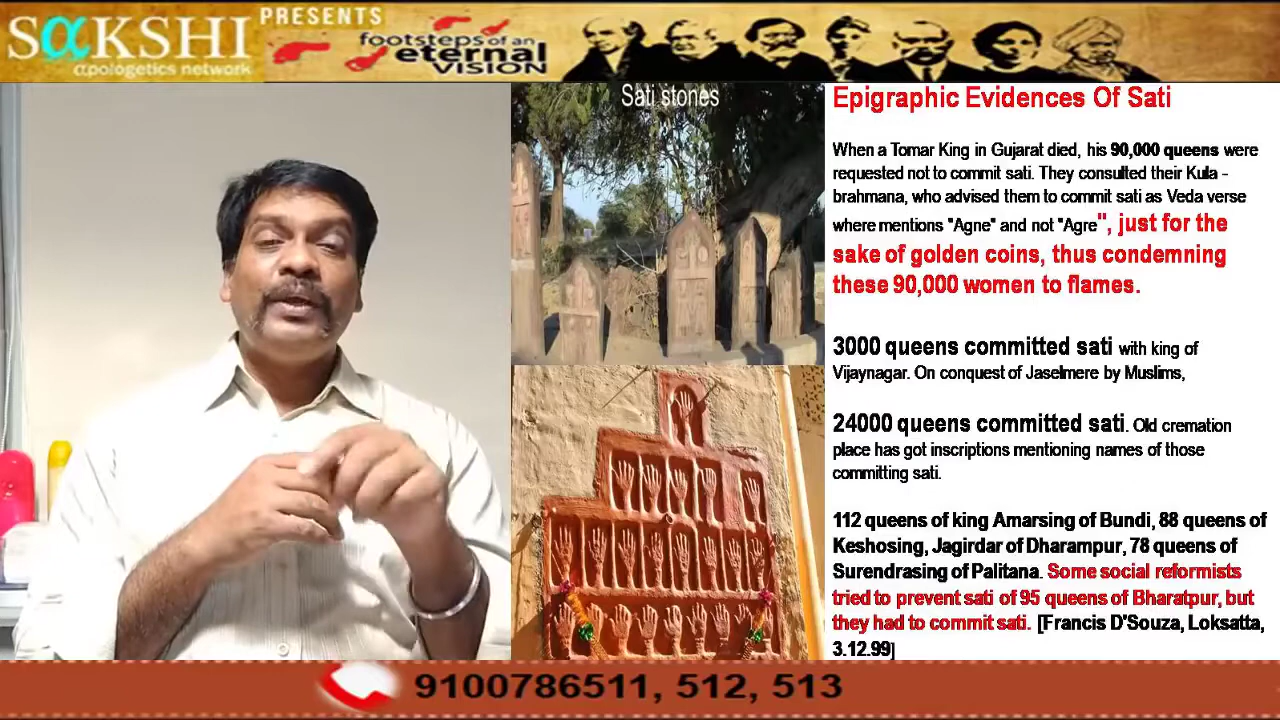 SαKSHI
αpologetics network
PRESENTS
footsteps of an
eternal
VISION
Sati stones
Epigraphic Evidences Of Sati
When a Tomar King in Gujarat died, his 90,000 queens were
requested not to commit sati. They consulted their Kula -
brahmana, who advised them to commit sati as Veda verse
where mentions "Agne" and not "Agre", just for the
sake of golden coins, thus condemning
these 90,000 women to flames.
3000 queens committed sati with king of
Vijaynagar. On conquest of Jaselmere by Muslims,
24000 queens committed sati. Old cremation
place has got inscriptions mentioning names of those
committing sati.
112 queens of king Amarsing of Bundi, 88 queens of
Keshosing, Jagirdar of Dharampur, 78 queens of
Surendrasing of Palitana. Some social reformists
tried to prevent sati of 95 queens of Bharatpur, but
they had to commit sati. [Francis D'Souza, Loksatta,
3.12.99]
9100786511, 512, 513